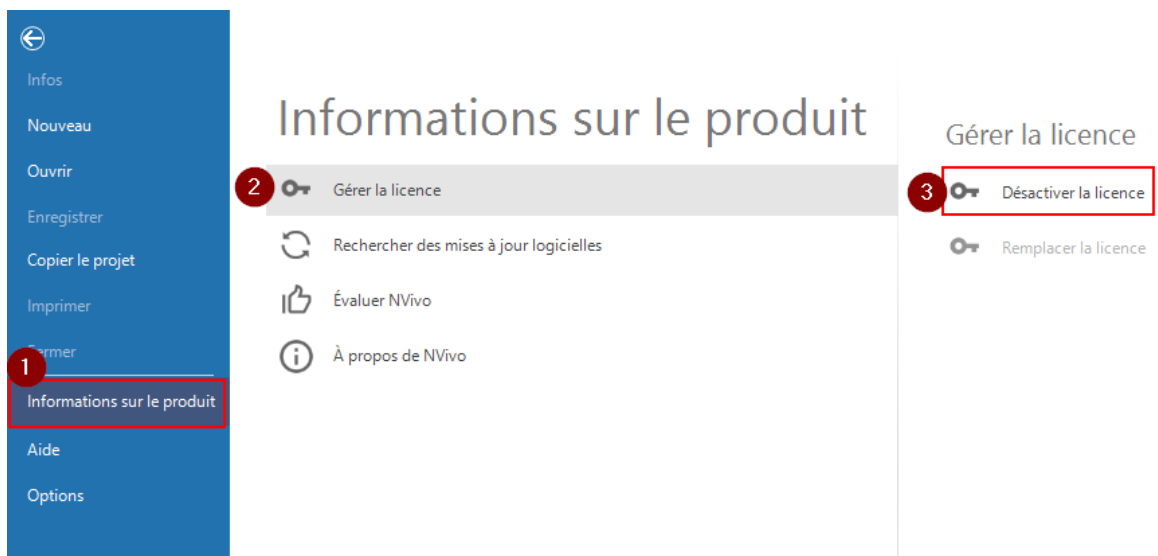 Infos
Nouveau
Ouvrir
Enregistrer
Copier le projet
Imprimer
Fermer
1
Informations sur le produit
Aide
Options
Informations sur le produit
2
Gérer la licence
Rechercher des mises à jour logicielles
Évaluer NVivo
À propos de NVivo
Gérer la licence
3
Désactiver la licence
Remplacer la licence